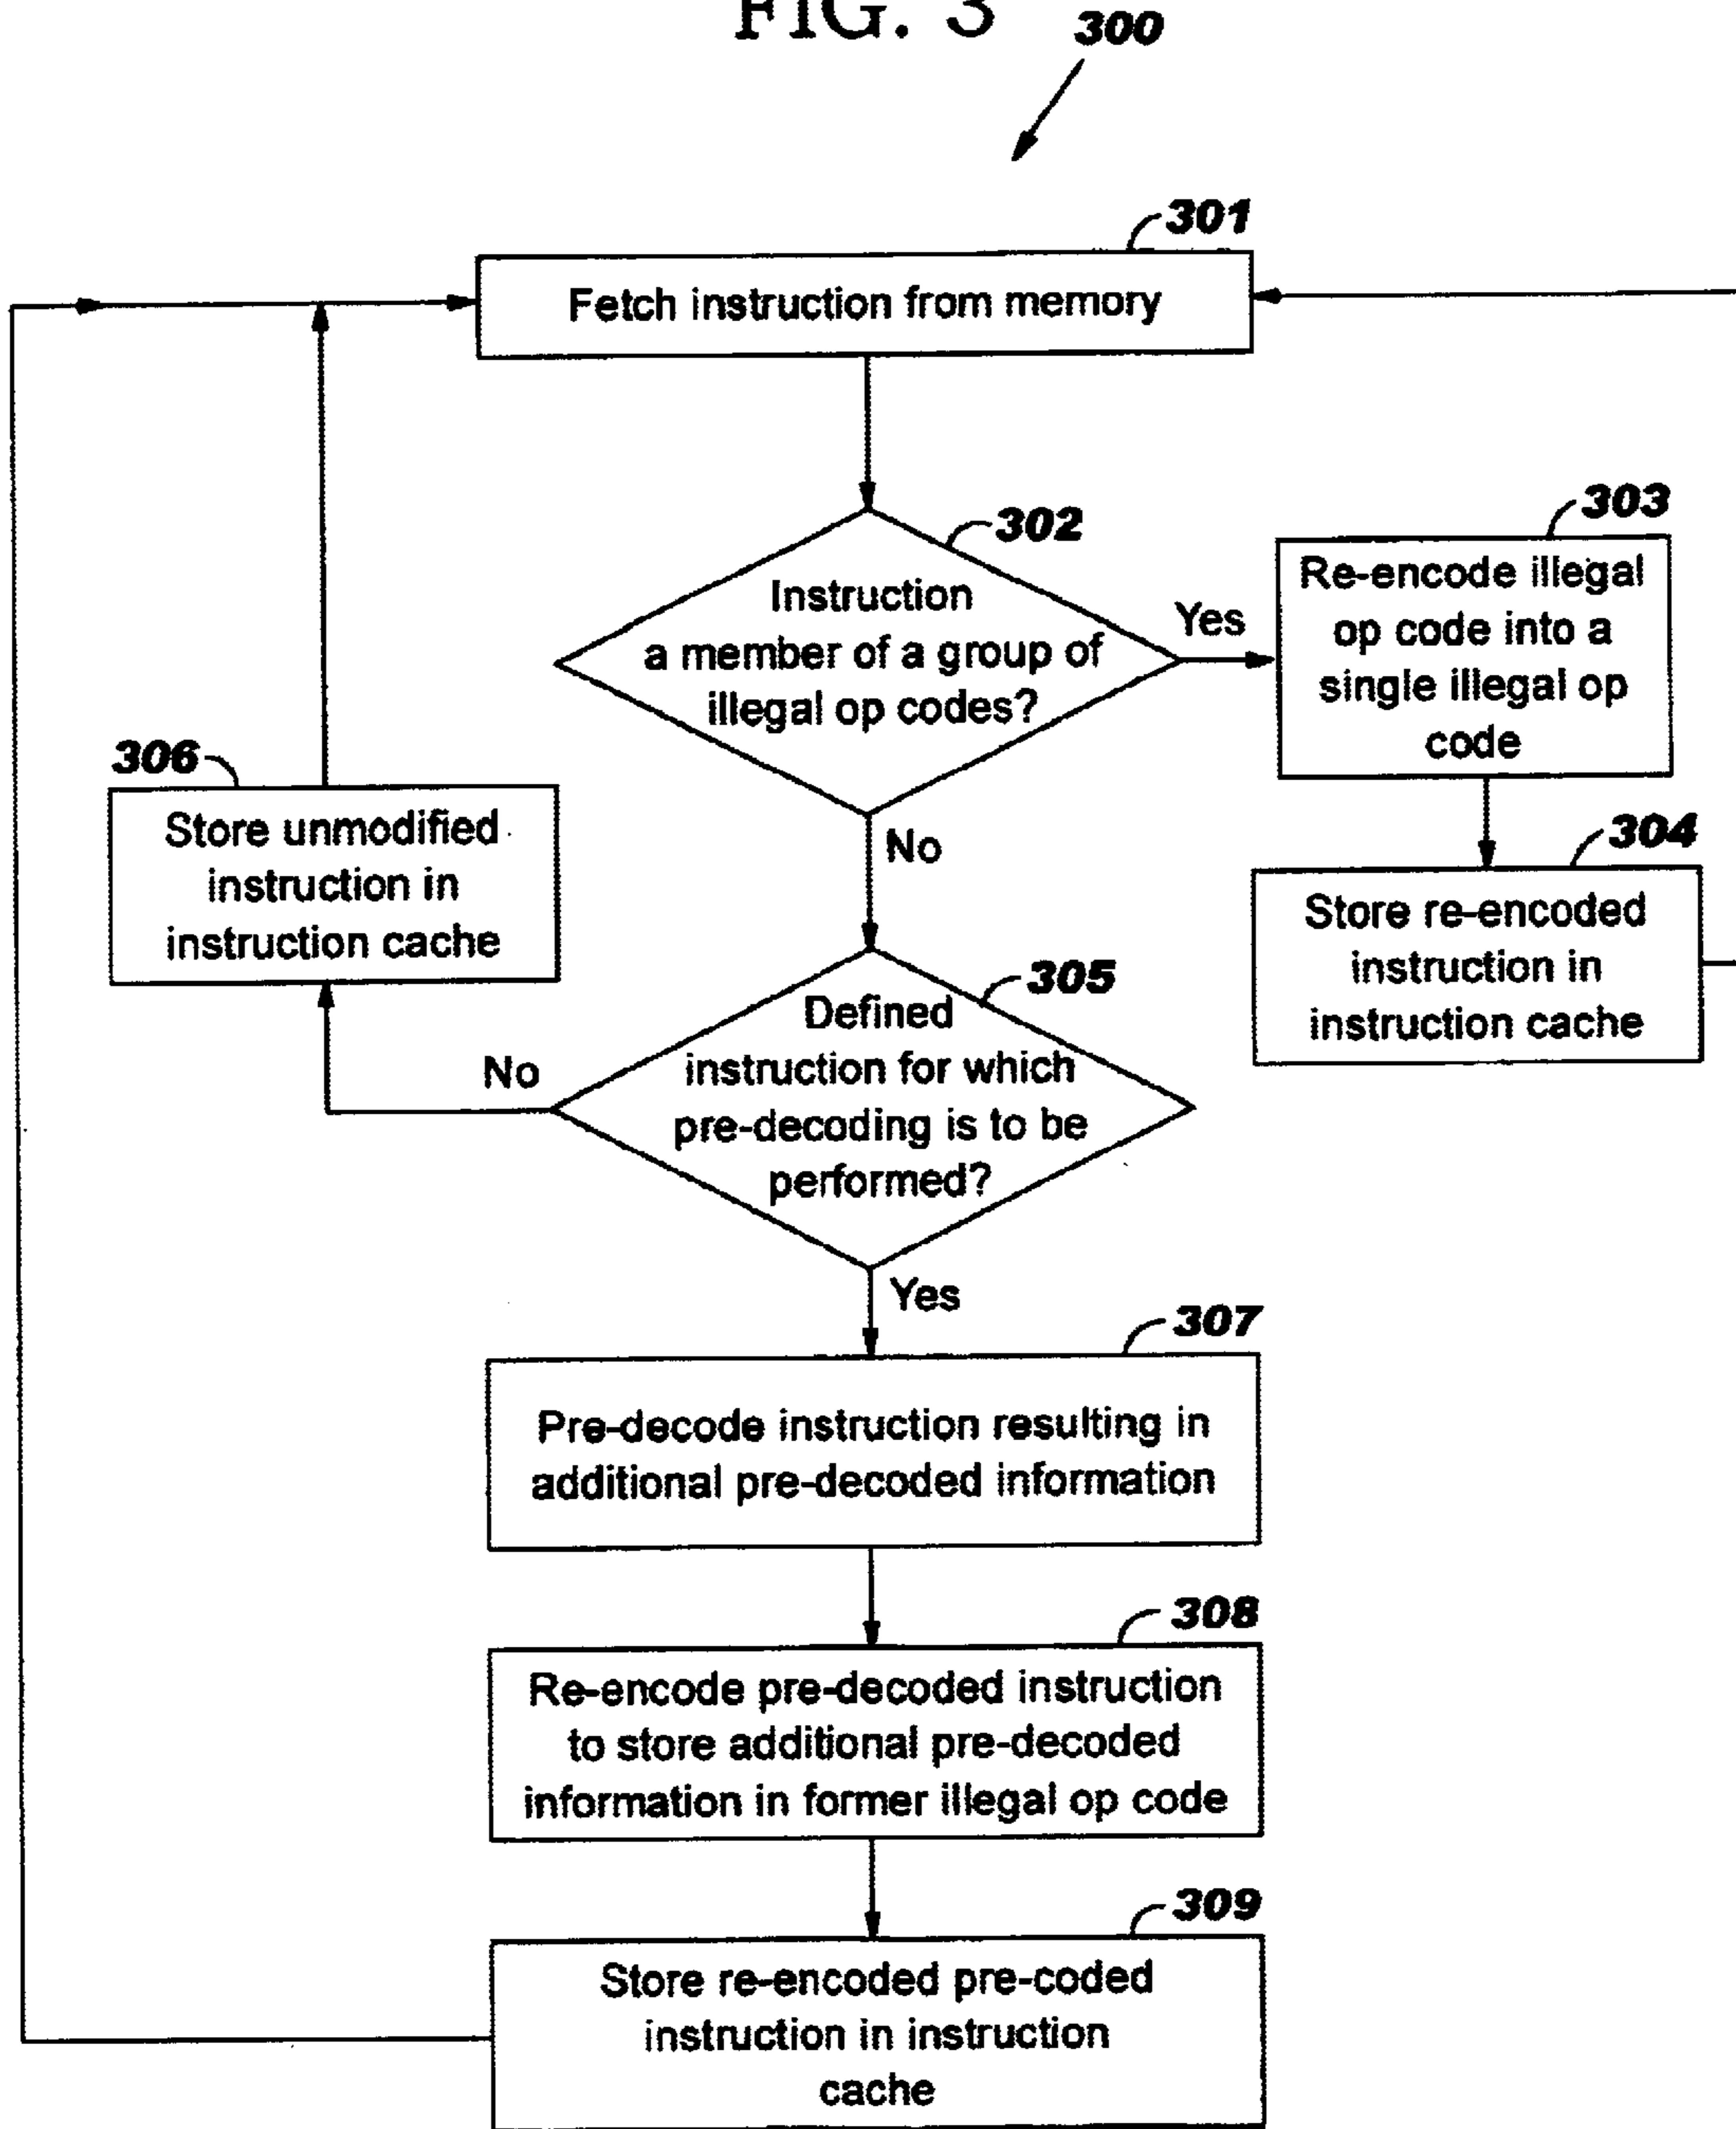 FIG. 3
300
301
Fetch instruction from memory
302
Instruction
a member of a group of
illegal op codes?
Yes
303
Re-encode illegal
op code into a
single illegal op
code
304
Store re-encoded
instruction in
instruction cache
No
305
Defined
instruction for which
pre-decoding is to be
performed?
No
306
Store unmodified
instruction in
instruction cache
Yes
307
Pre-decode instruction resulting in
additional pre-decoded information
308
Re-encode pre-decoded instruction
to store additional pre-decoded
information in former illegal op code
309
Store re-encoded pre-coded
instruction in instruction
cache